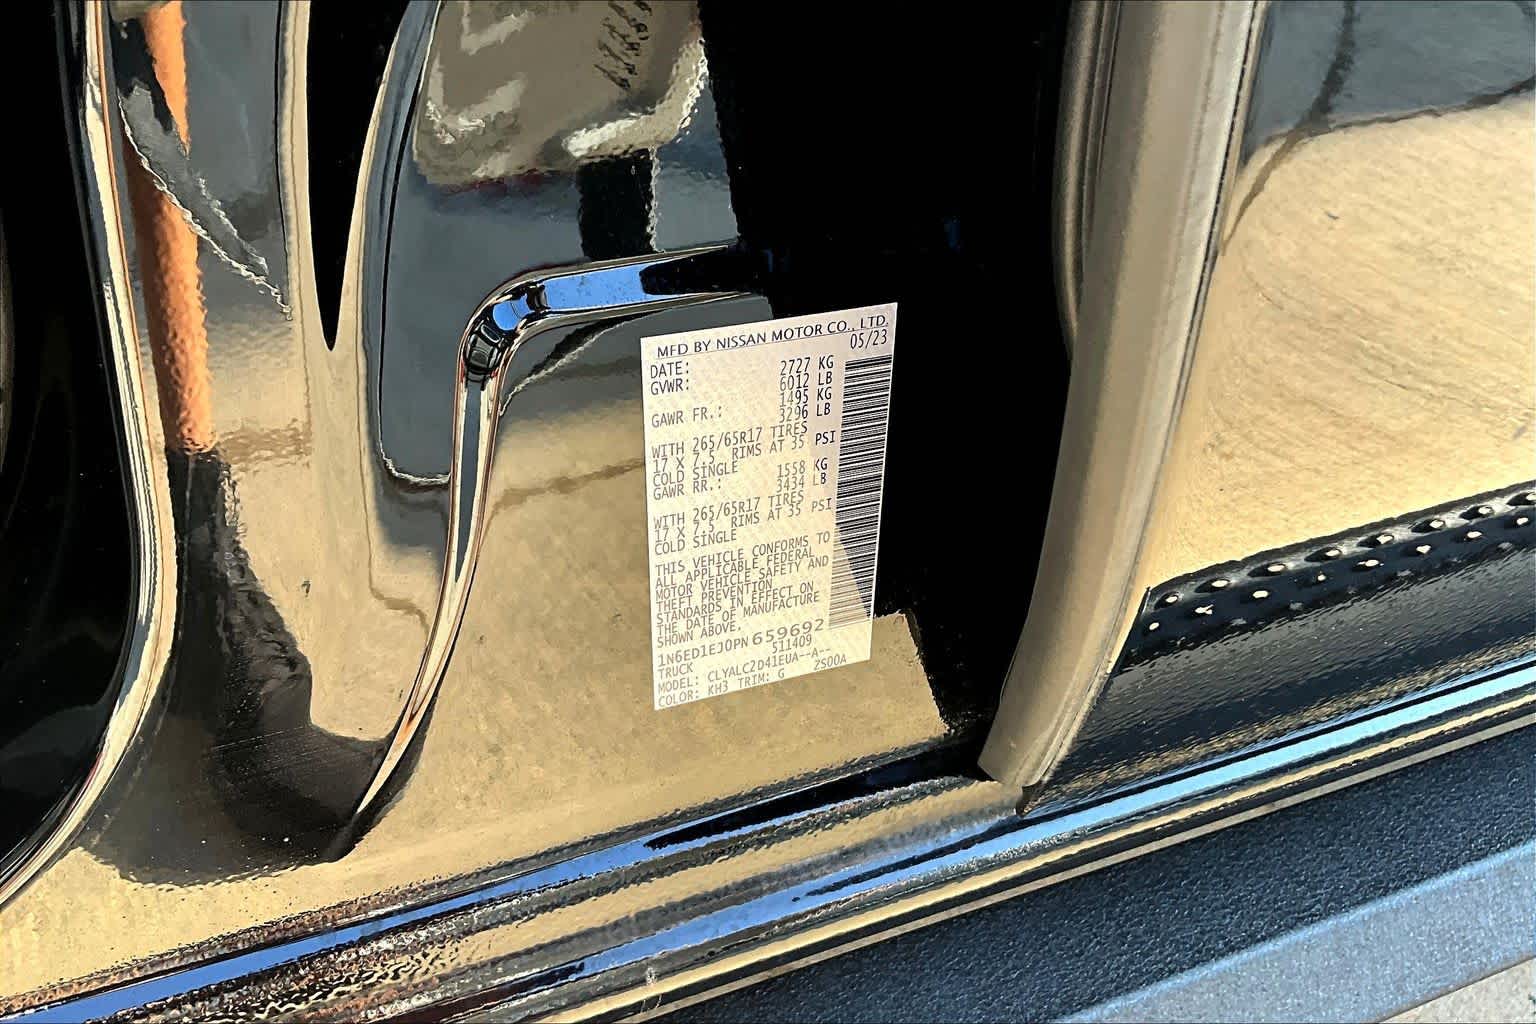 MFD BY NISSAN MOTOR CO., LTD.
DATE: 05/23
GVWR: 2727 KG
6012 LB
GAWR FR.: 1495 KG
3296 LB
WITH 265/65R17 TIRES
17 X 7.5 RIMS AT 35 PSI
COLD SINGLE
GAWR RR.: 1558 KG
3434 LB
WITH 265/65R17 TIRES
17 X 7.5 RIMS AT 35 PSI
COLD SINGLE
THIS VEHICLE CONFORMS TO
ALL APPLICABLE FEDERAL
MOTOR VEHICLE SAFETY AND
THEFT PREVENTION
STANDARDS IN EFFECT ON
THE DATE OF MANUFACTURE
SHOWN ABOVE.
1N6ED1EJ0PN659692
TRUCK 511409
MODEL: CLYALC2D41EUA--A--
COLOR: KH3 TRIM: G ZS00A